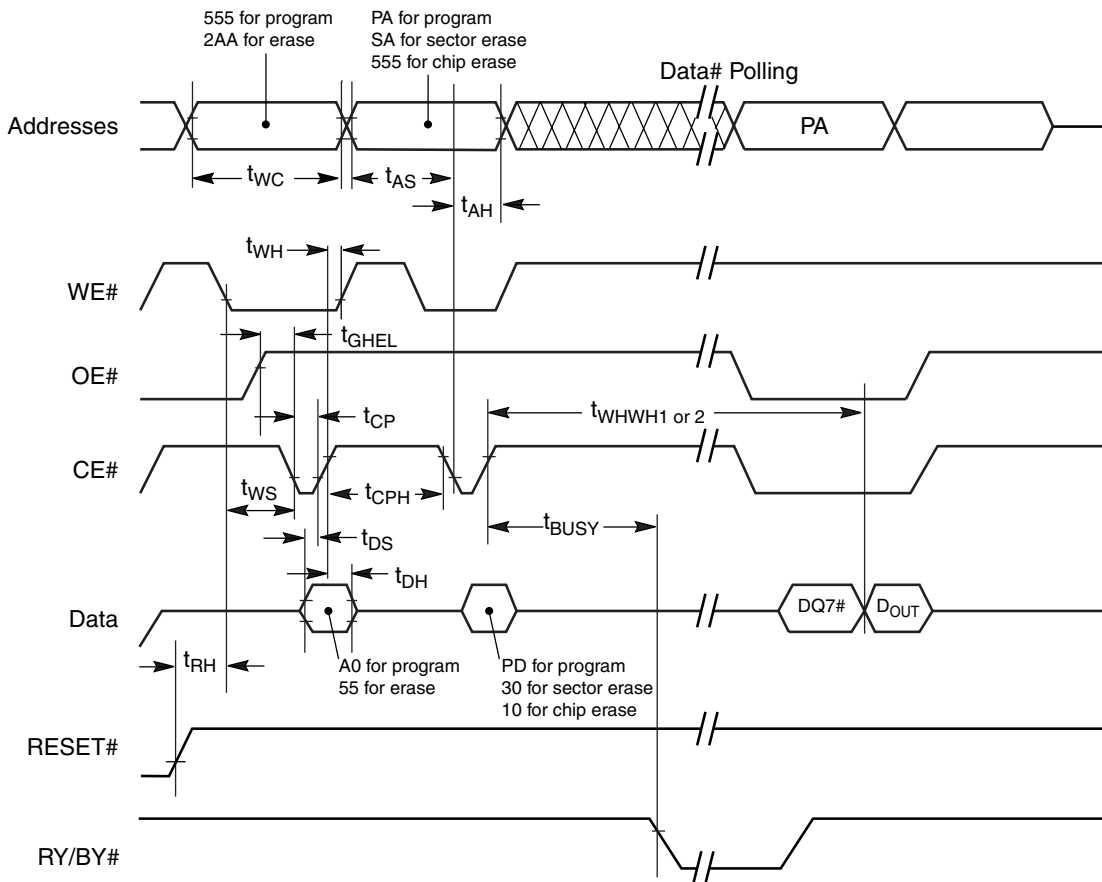 555 for program
2AA for erase
PA for program
SA for sector erase
555 for chip erase
Data# Polling
Addresses
PA
tWC
tAS
tAH
tWH
WE#
tGHEL
OE#
tCP
tWHWH1 or 2
CE#
tWS
tCPH
tBUSY
tDS
tDH
Data
DQ7#
DOUT
tRH
A0 for program
55 for erase
PD for program
30 for sector erase
10 for chip erase
RESET#
RY/BY#